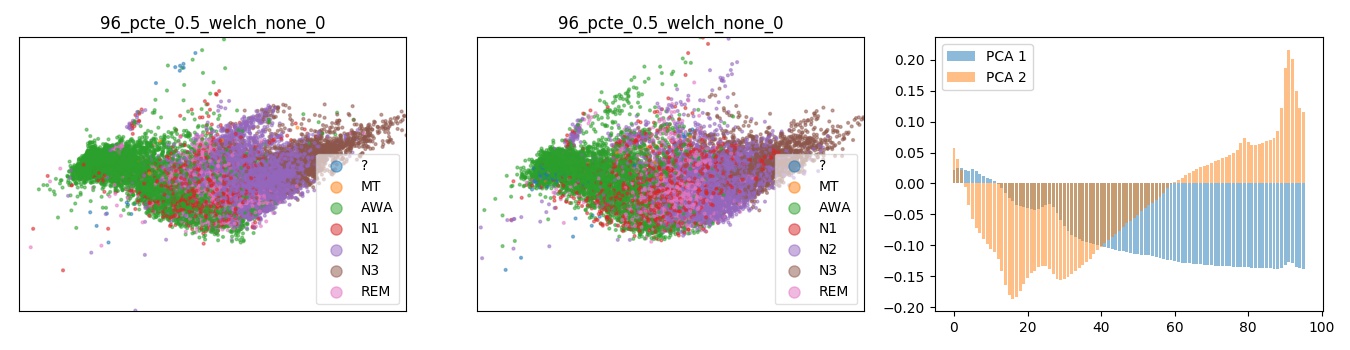 96_pcte_0.5_welch_none_0
?
MT
AWA
N1
N2
N3
REM
96_pcte_0.5_welch_none_0
?
MT
AWA
N1
N2
N3
REM
PCA 1
PCA 2
0.20
0.15
0.10
0.05
0.00
−0.05
−0.10
−0.15
−0.20
0 20 40 60 80 100